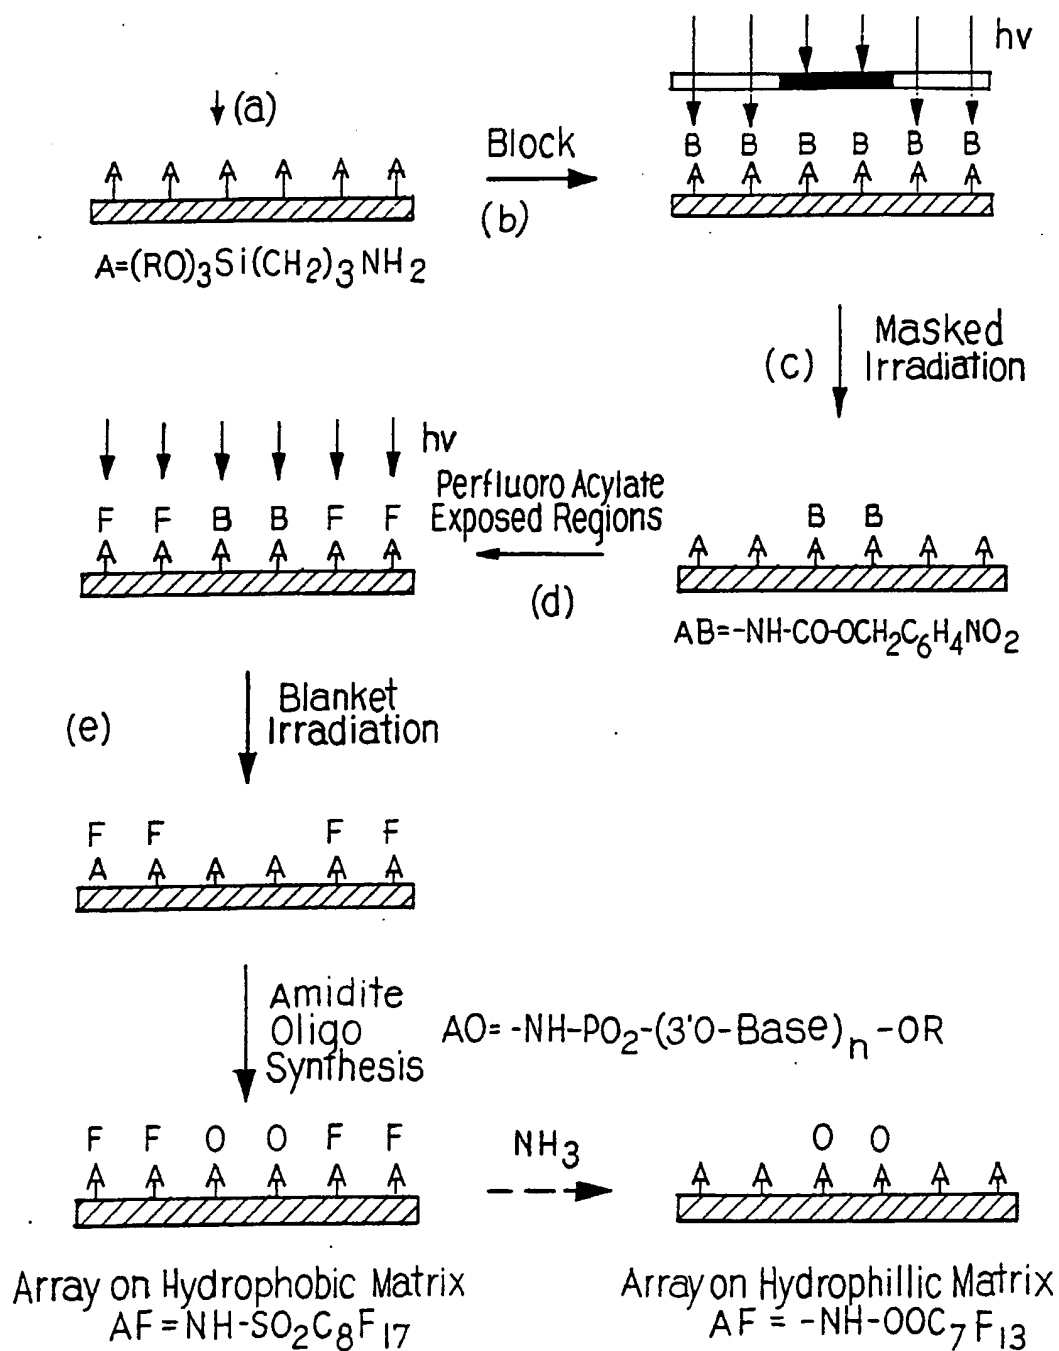 (a)
A A A A A A
A=(RO)3Si(CH2)3NH2
Block
(b)
hv
B B B B B B
A A A A A A
(c)
Masked
Irradiation
B B
A A A A A A
AB=-NH-CO-OCH2C6H4NO2
Perfluoro Acylate
Exposed Regions
(d)
hv
F F B B F F
A A A A A A
(e)
Blanket
Irradiation
F F F F
A A A A A A
Amidite
Oligo
Synthesis
AO= -NH-PO2-(3'O-Base)n-OR
F F O O F F
A A A A A A
NH3
O O
A A A A A A
Array on Hydrophobic Matrix
AF=NH-SO2C8F17
Array on Hydrophillic Matrix
AF = -NH-OOC7F13